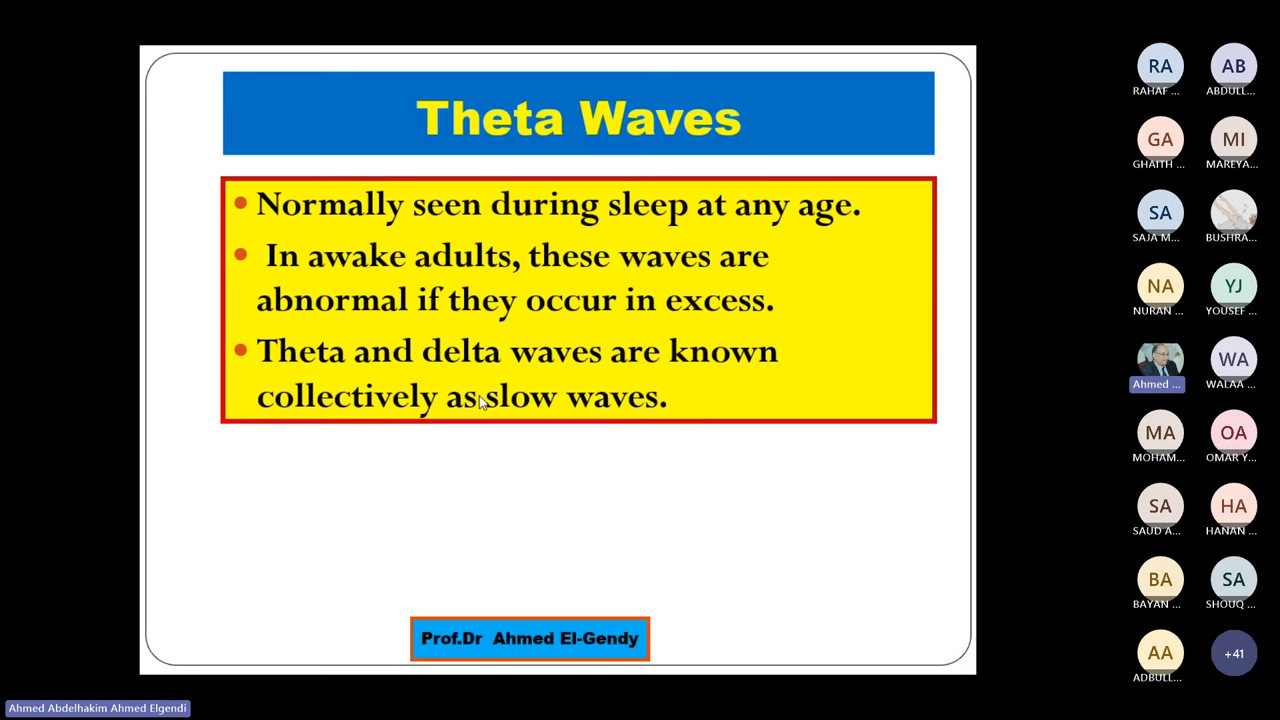 Theta Waves
• Normally seen during sleep at any age.
• In awake adults, these waves are
abnormal if they occur in excess.
• Theta and delta waves are known
collectively as slow waves.
Prof.Dr Ahmed El-Gendy
Ahmed Abdelhakim Ahmed Elgendi
RA
RAHAF ...
AB
ABDULL...
GA
GHAITH ...
MI
MAREYA...
SA
SAJA M...
BUSHRA...
NA
NURAN ...
YJ
YOUSEF ...
Ahmed ...
WA
WALAA ...
MA
MOHAM...
OA
OMAR Y...
SA
SAUD A...
HA
HANAN ...
BA
BAYAN ...
SA
SHOUQ ...
AA
ADBULL...
+41